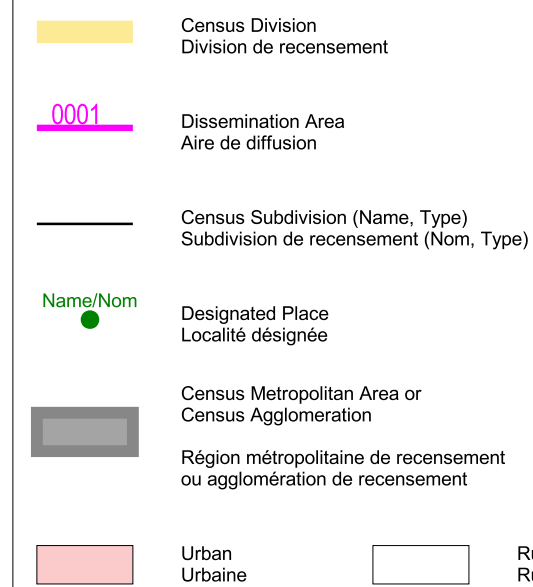 Census Division
Division de recensement
0001
Dissemination Area
Aire de diffusion
Census Subdivision (Name, Type)
Subdivision de recensement (Nom, Type)
Name/Nom
Designated Place
Localité désignée
Census Metropolitan Area or
Census Agglomeration
Région métropolitaine de recensement
ou agglomération de recensement
Urban
Urbaine